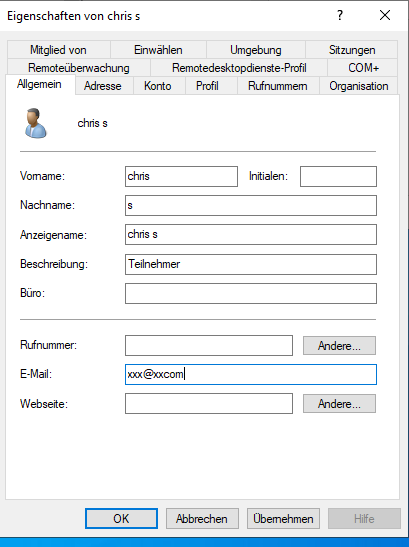 Eigenschaften von chris s
?
Mitglied von Einwählen Umgebung Sitzungen
Remoteüberwachung Remotedesktopdienste-Profil COM+
Allgemein Adresse Konto Profil Rufnummern Organisation
chris s
Vorname: chris Initialen:
Nachname: s
Anzeigename: chris s
Beschreibung: Teilnehmer
Büro:
Rufnummer: Andere...
E-Mail: xxx@xxcom
Webseite: Andere...
OK Abbrechen Übernehmen Hilfe